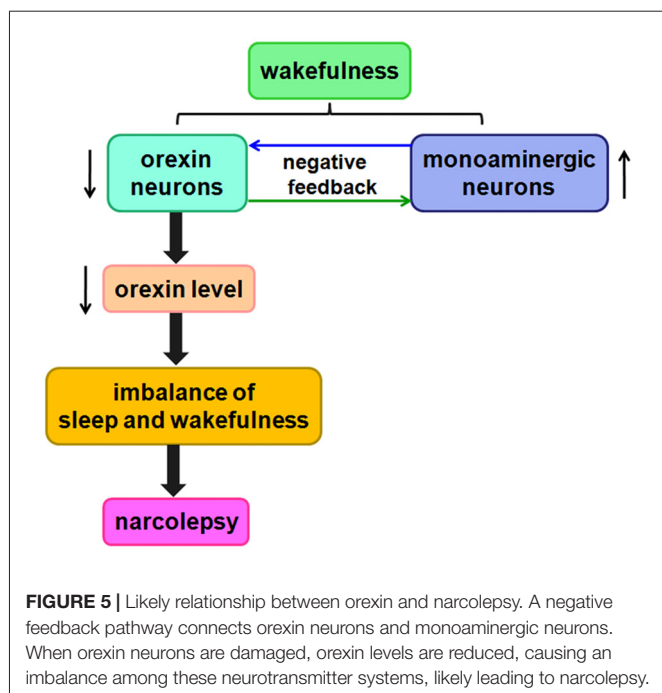 wakefulness
orexin
neurons
negative
feedback
monoaminergic
neurons
orexin level
imbalance of
sleep and wakefulness
narcolepsy
FIGURE 5 | Likely relationship between orexin and narcolepsy. A negative
feedback pathway connects orexin neurons and monoaminergic neurons.
When orexin neurons are damaged, orexin levels are reduced, causing an
imbalance among these neurotransmitter systems, likely leading to narcolepsy.